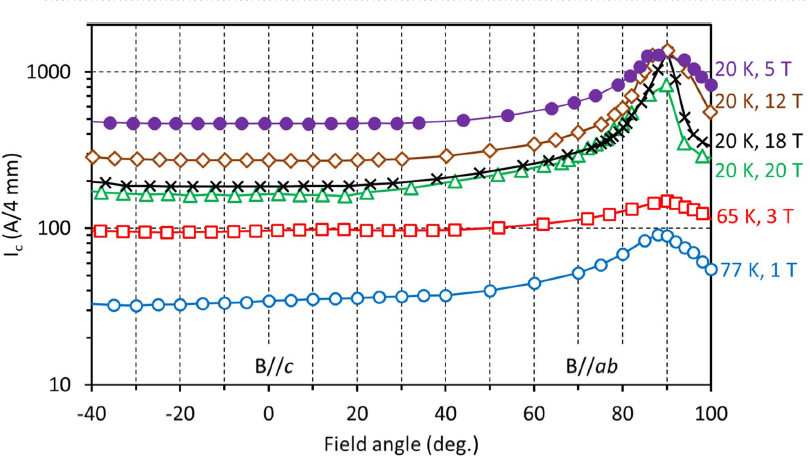 1000
100
10
I_c (A/4 mm)
20 K, 5 T
20 K, 12 T
20 K, 18 T
20 K, 20 T
65 K, 3 T
77 K, 1 T
B//c
B//ab
-40 -20 0 20 40 60 80 100
Field angle (deg.)